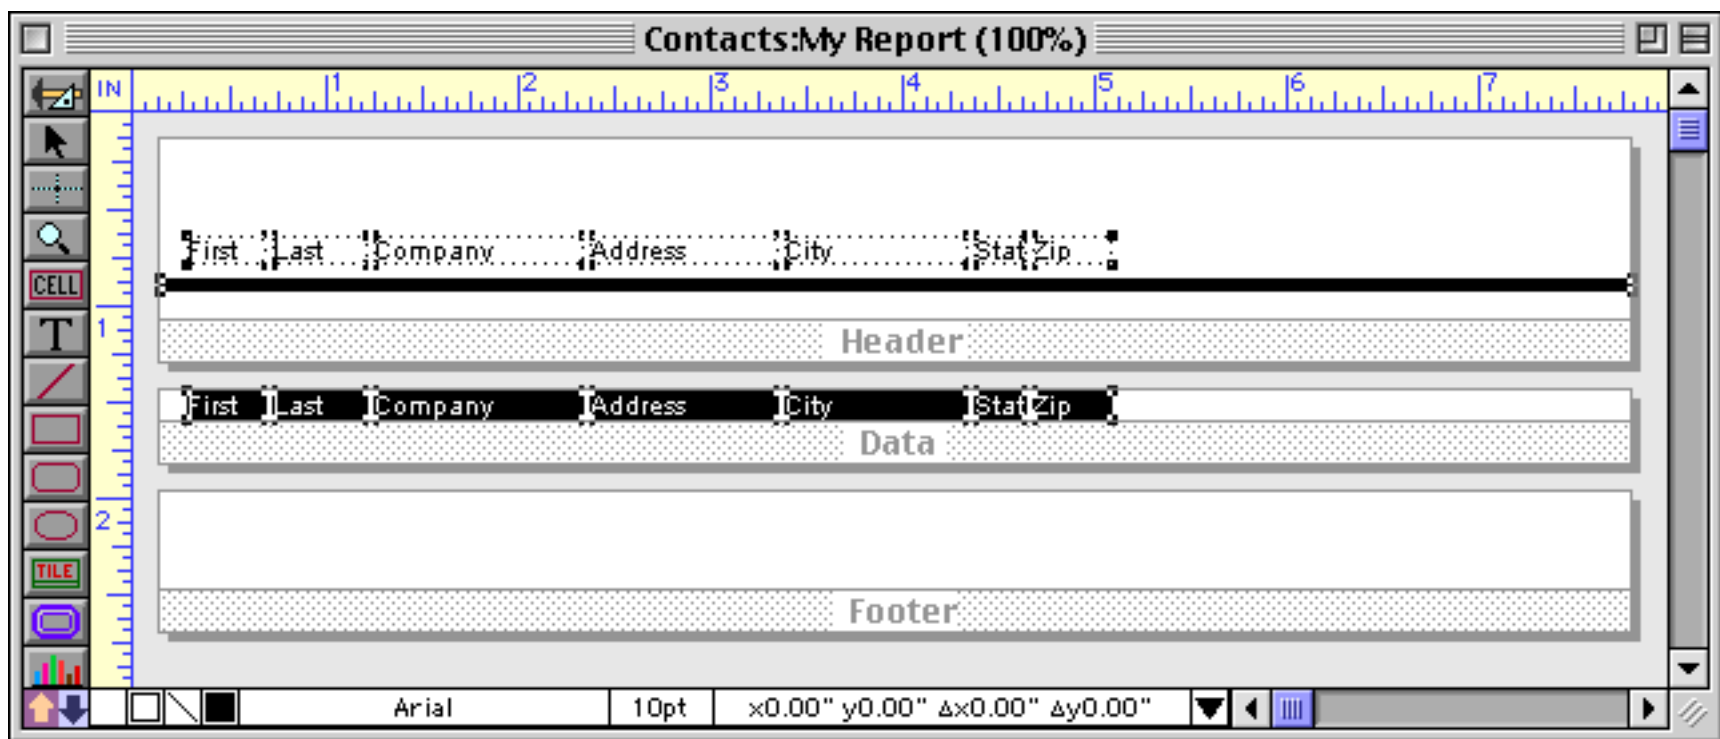 Contacts:My Report (100%)
IN 1 2 3 4 5 6 7
First Last Company Address City Stat Zip
CELL
T
1
Header
First Last Company Address City Stat Zip
Data
2
TILE
Footer
Arial 10pt x0.00" y0.00" Δx0.00" Δy0.00"